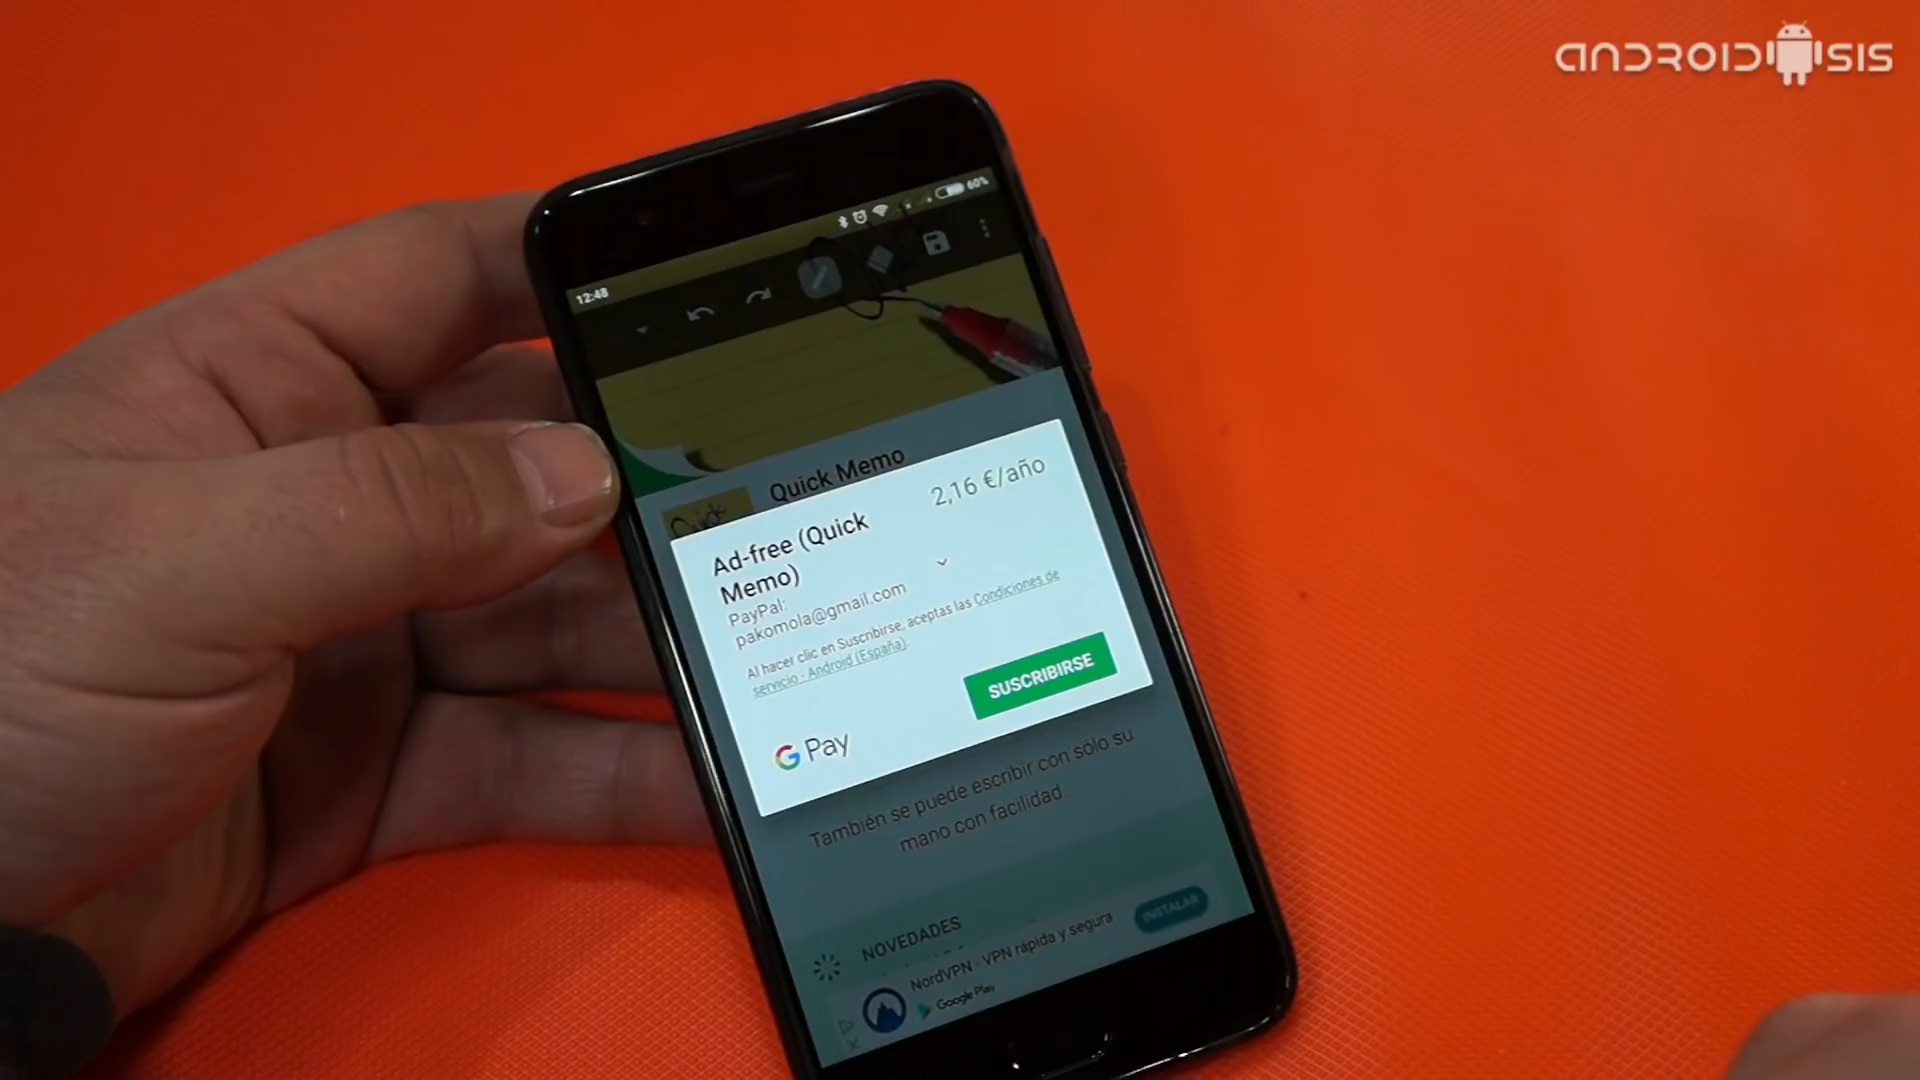 ANDROIDSIS
60%
12:48
Quick Memo
Quick
2,16 €/año
Ad-free (Quick
Memo)
PayPal:
pakomola@gmail.com
Al hacer clic en Suscribirse, aceptas las Condiciones de
servicio - Android (España).
SUSCRIBIRSE
G Pay
También se puede escribir con sólo su
mano con facilidad
NOVEDADES
NordVPN - VPN rápida y segura
INSTALAR
Google Play